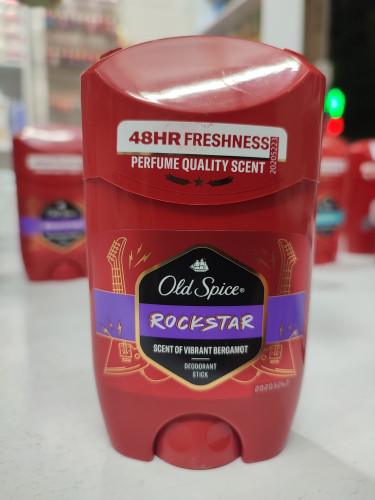 48HR FRESHNESS
PERFUME QUALITY SCENT
Old Spice®
ROCKSTAR
SCENT OF VIBRANT BERGAMOT
DEODORANT
STICK